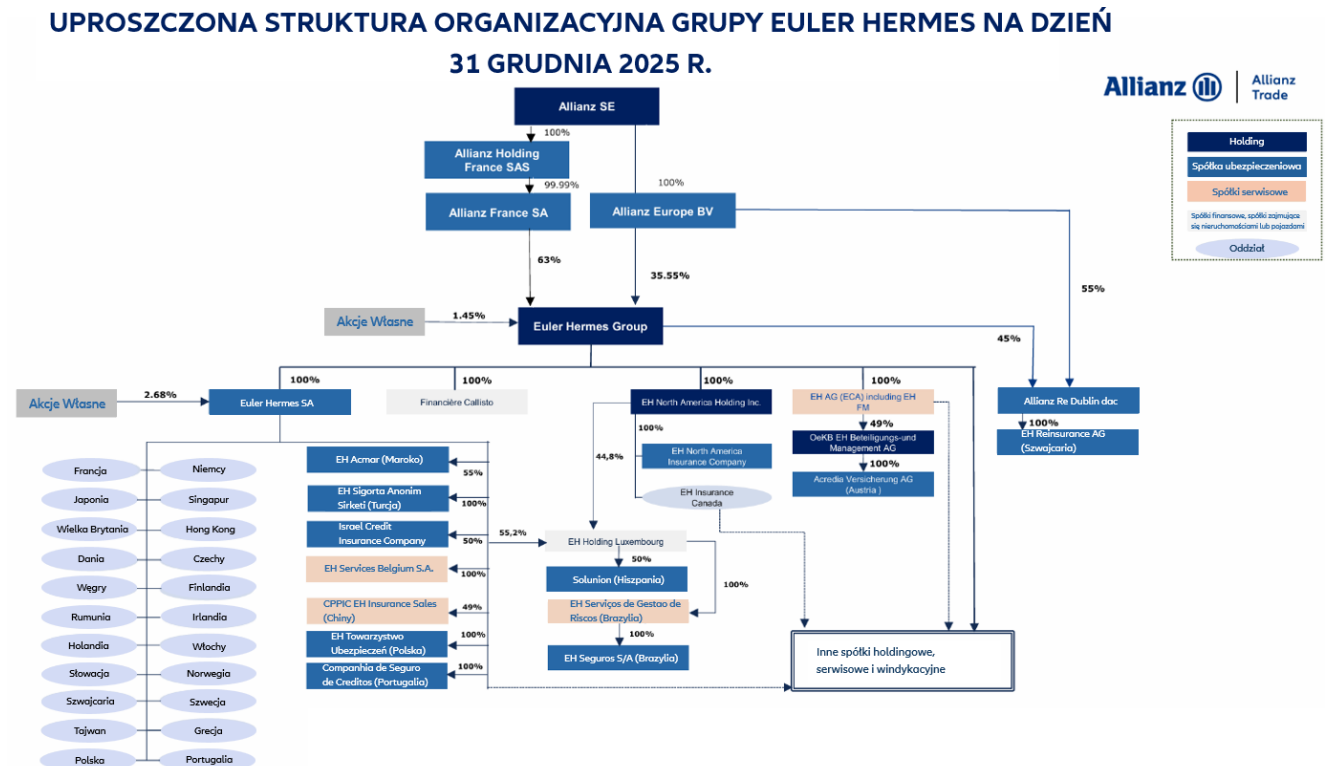 UPROSZCZONA STRUKTURA ORGANIZACYJNA GRUPY EULER HERMES NA DZIEŃ
31 GRUDNIA 2025 R.
Allianz
Allianz
Trade
Holding
Spółka ubezpieczeniowa
Spółki serwisowe
Spółki finansowe, spółki zajmujące
się nieruchomościami lub pojazdami
Oddział
Allianz SE
100%
Allianz Holding
France SAS
99.99%
100%
Allianz France SA
Allianz Europe BV
63%
35.55%
55%
Akcje Własne
1.45%
Euler Hermes Group
45%
100%
100%
100%
100%
Akcje Własne
2.68%
Euler Hermes SA
Financière Callisto
EH North America Holding Inc.
EH AG (ECA) including EH
FM
Allianz Re Dublin dac
100%
EH Reinsurance AG
(Szwajcaria)
49%
OeKB EH Beteiligungs-und
Management AG
100%
Acredia Versicherung AG
(Austria )
100%
44,8%
EH North America
Insurance Company
EH Insurance
Canada
Francja
Niemcy
Japonia
Singapur
Wielka Brytania
Hong Kong
Dania
Czechy
Węgry
Finlandia
Rumunia
Irlandia
Holandia
Włochy
Słowacja
Norwegia
Szwajcaria
Szwecja
Tajwan
Grecja
Polska
Portugalia
EH Acmar (Maroko)
55%
EH Sigorta Anonim
Sirketi (Turcja)
100%
Israel Credit
Insurance Company
50%
EH Services Belgium S.A.
100%
CPPIC EH Insurance Sales
(Chiny)
49%
EH Towarzystwo
Ubezpieczeń (Polska)
100%
Companhia de Seguro
de Creditos (Portugalia)
100%
55,2%
EH Holding Luxembourg
50%
Solunion (Hiszpania)
100%
EH Serviços de Gestao de
Riscos (Brazylia)
100%
EH Seguros S/A (Brazylia)
Inne spółki holdingowe,
serwisowe i windykacyjne